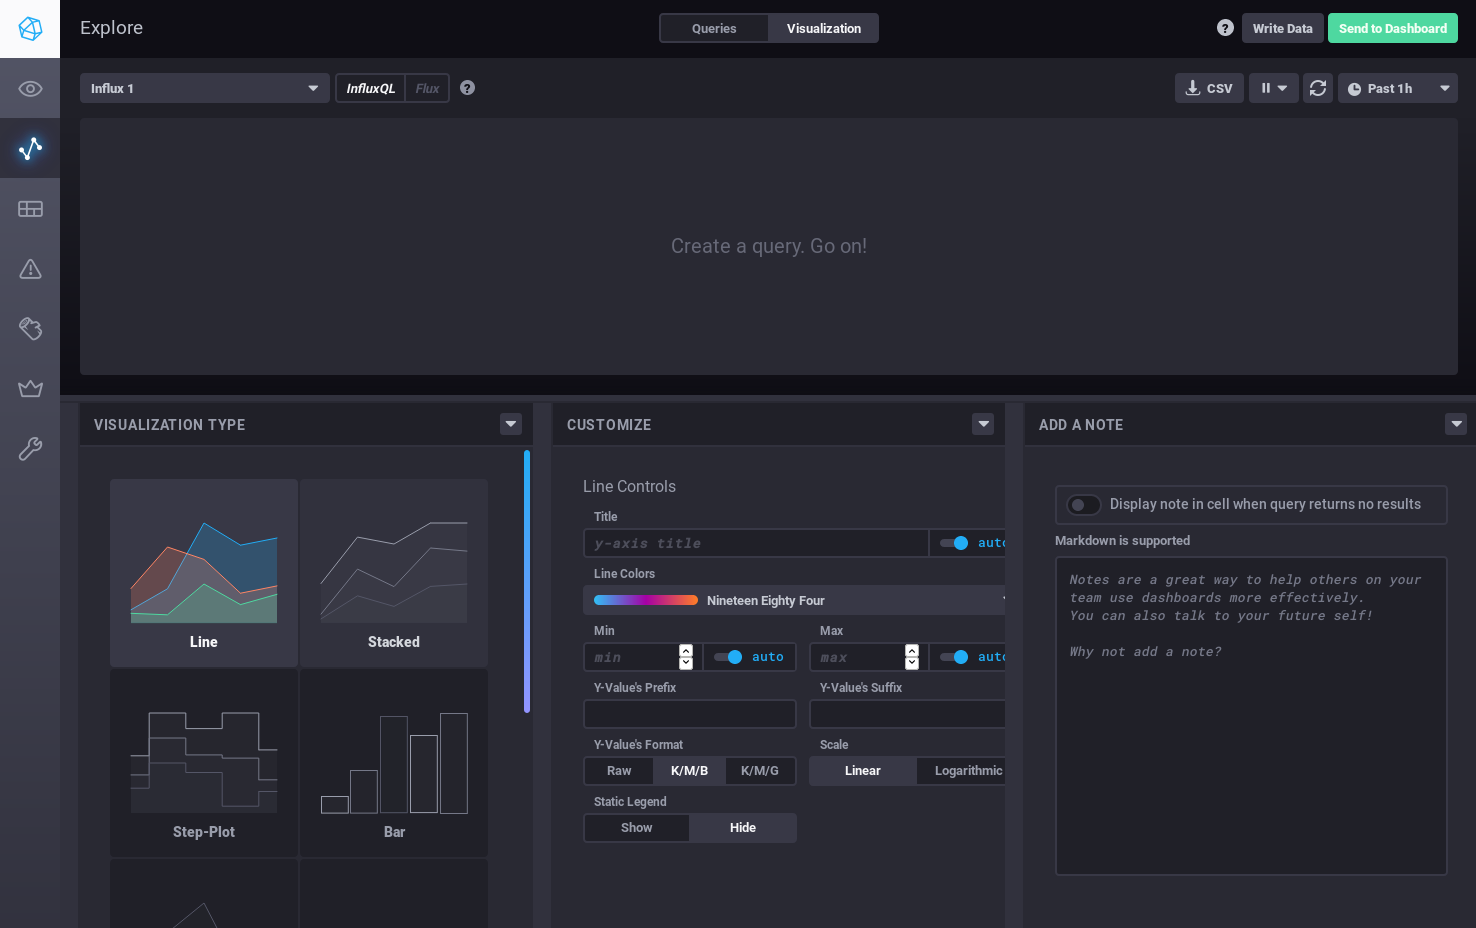 Explore
Queries
Visualization
?
Write Data
Send to Dashboard
Influx 1
InfluxQL
Flux
?
CSV
Past 1h
Create a query. Go on!
VISUALIZATION TYPE
CUSTOMIZE
ADD A NOTE
Line
Stacked
Step-Plot
Bar
Line Controls
Title
y-axis title
auto
Line Colors
Nineteen Eighty Four
Min
Max
min
auto
max
auto
Y-Value's Prefix
Y-Value's Suffix
Y-Value's Format
Scale
Raw
K/M/B
K/M/G
Linear
Logarithmic
Static Legend
Show
Hide
Display note in cell when query returns no results
Markdown is supported
Notes are a great way to help others on your
team use dashboards more effectively.
You can also talk to your future self!
Why not add a note?